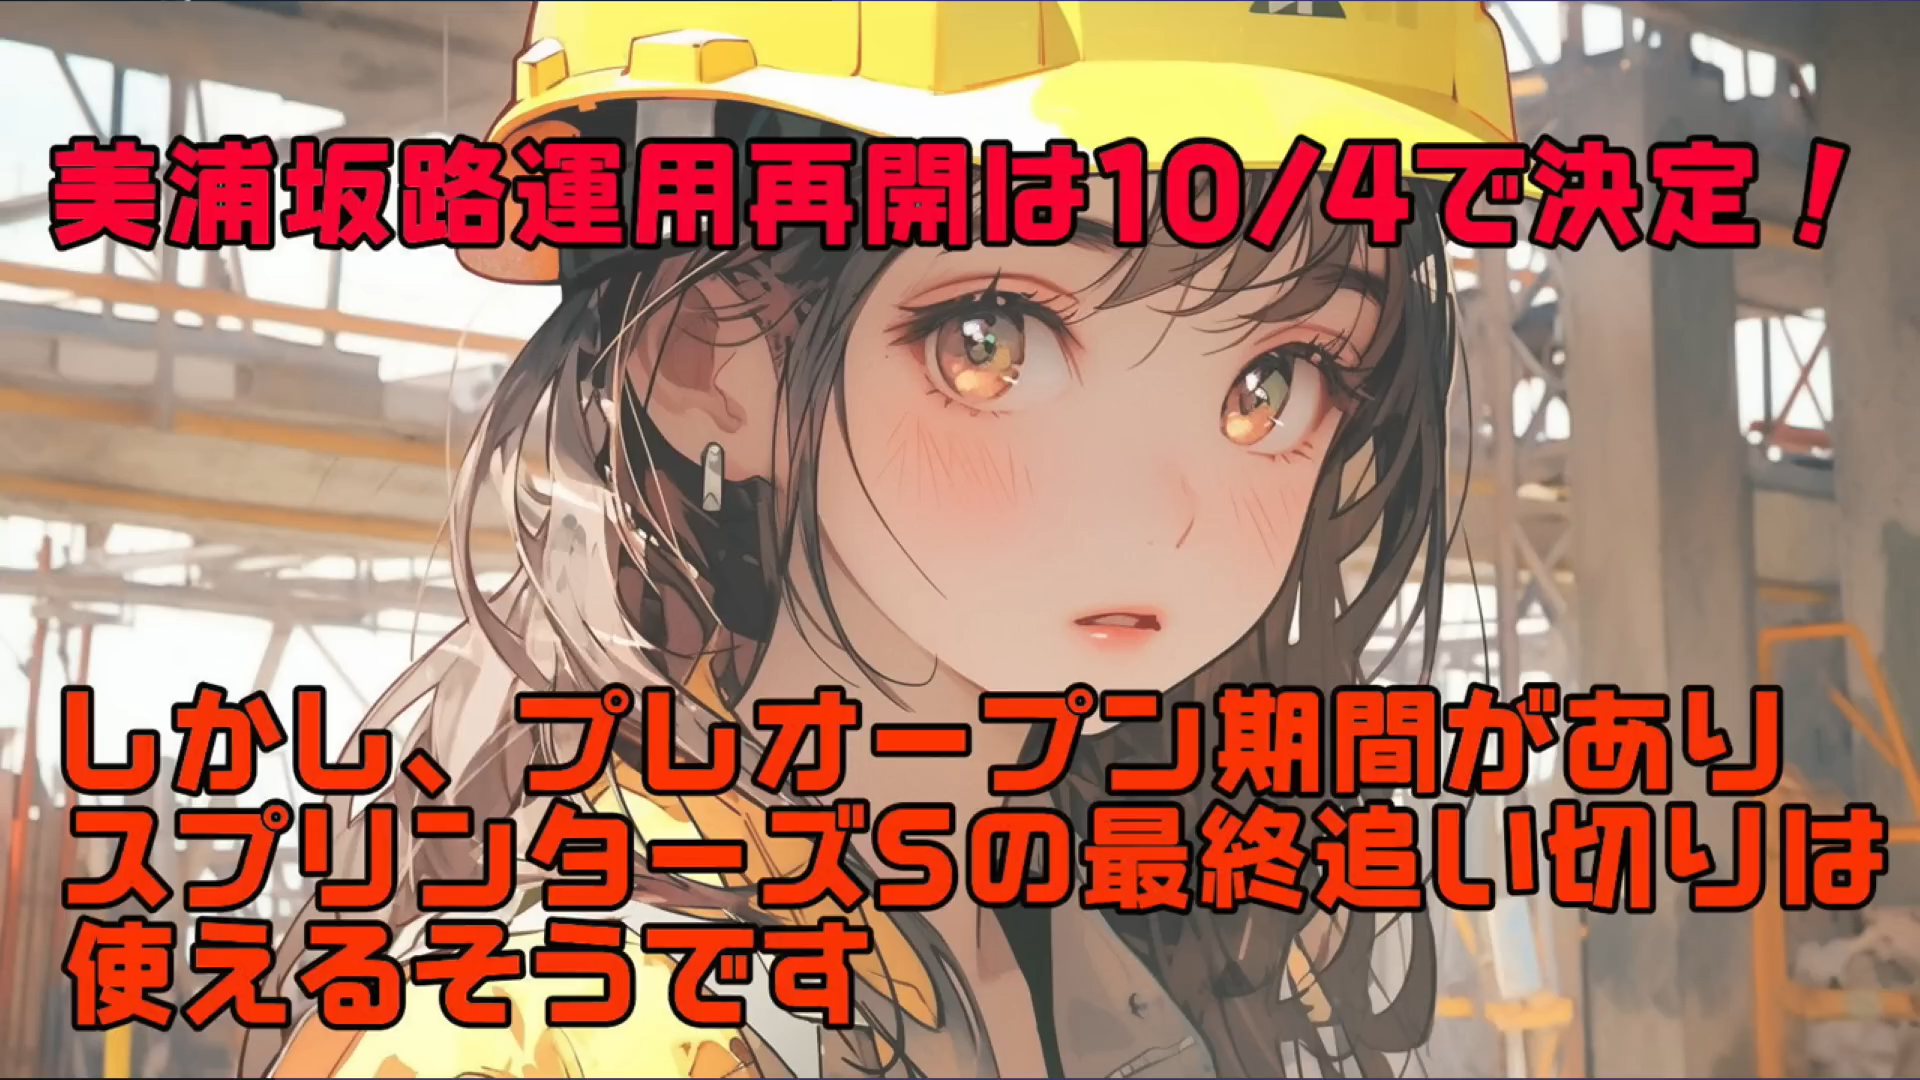 美浦坂路運用再開は10/4で決定！
しかし、プレオープン期間があり
スプリンターズSの最終追い切りは
使えるそうです